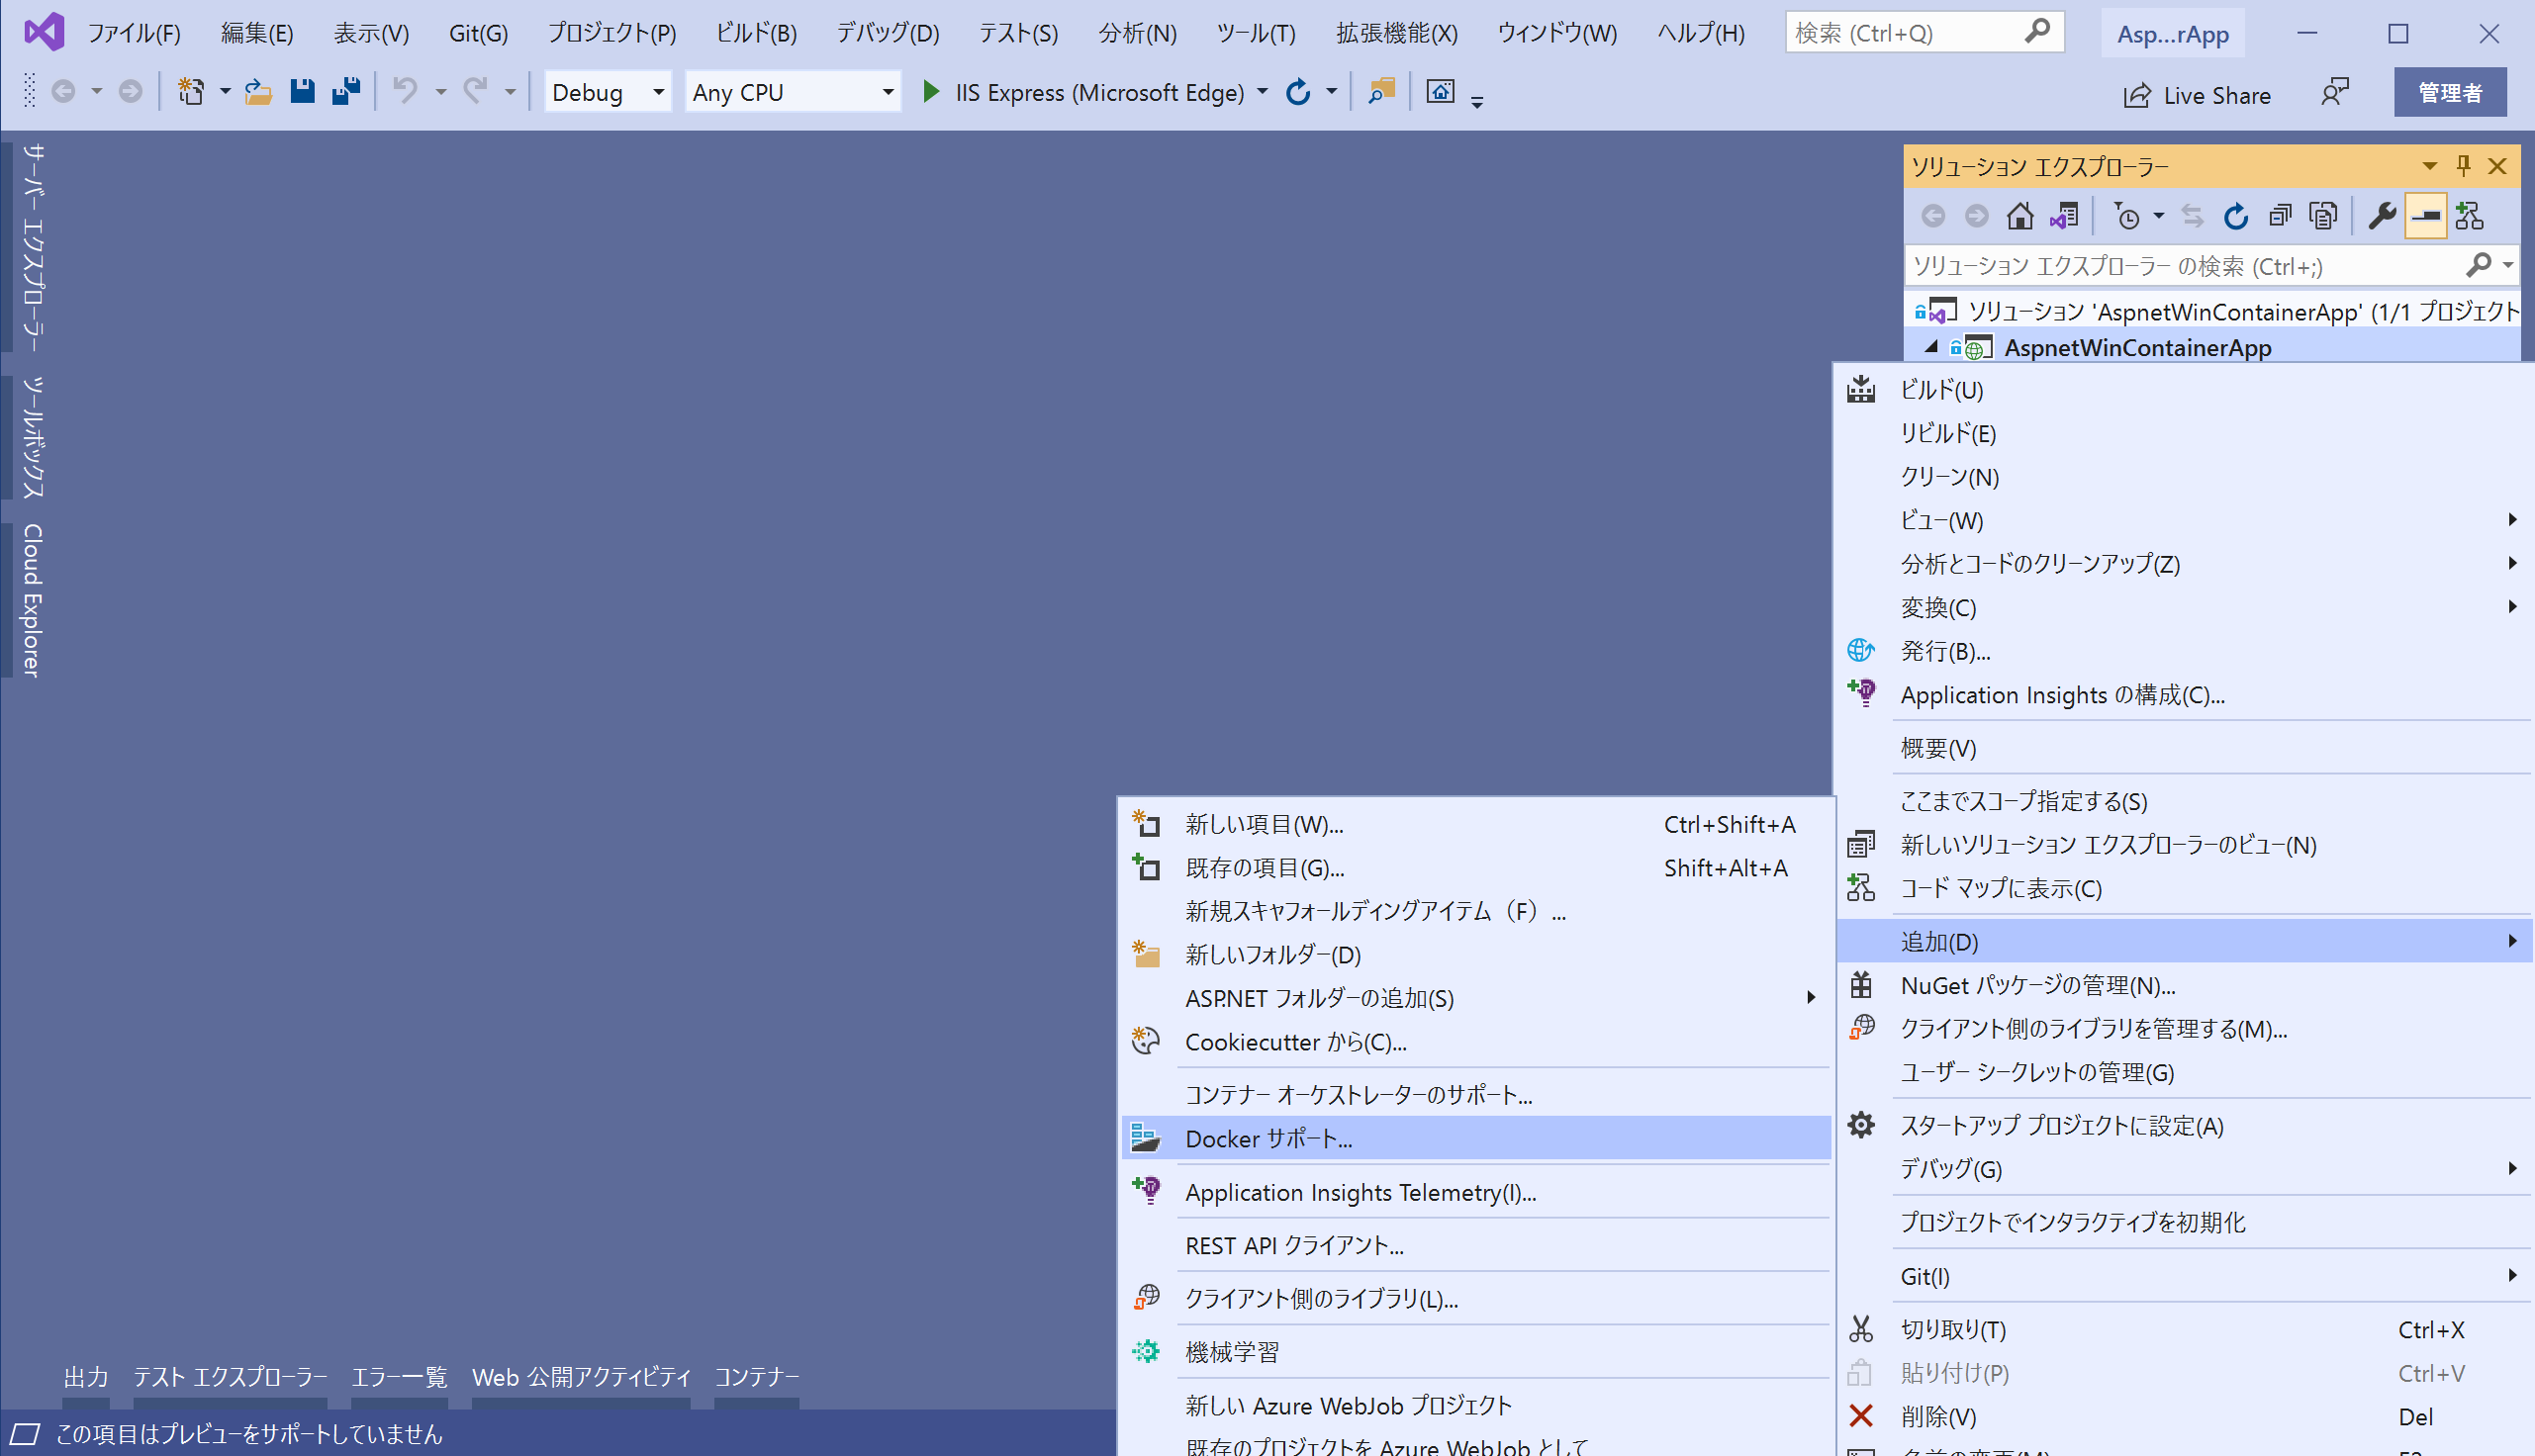 ファイル(F) 編集(E) 表示(V) Git(G) プロジェクト(P) ビルド(B) デバッグ(D) テスト(S) 分析(N) ツール(T) 拡張機能(X) ウィンドウ(W) ヘルプ(H) 検索 (Ctrl+Q) Asp...rApp
Debug Any CPU IIS Express (Microsoft Edge) Live Share 管理者
サーバー エクスプローラー
ツールボックス
Cloud Explorer
ソリューション エクスプローラー
ソリューション エクスプローラー の検索 (Ctrl+;)
ソリューション 'AspnetWinContainerApp' (1/1 プロジェクト
AspnetWinContainerApp
ビルド(U)
リビルド(E)
クリーン(N)
ビュー(W)
分析とコードのクリーンアップ(Z)
変換(C)
発行(B)...
Application Insights の構成(C)...
概要(V)
ここまでスコープ指定する(S)
新しいソリューション エクスプローラーのビュー(N)
コード マップに表示(C)
追加(D)
NuGet パッケージの管理(N)...
クライアント側のライブラリを管理する(M)...
ユーザー シークレットの管理(G)
スタートアップ プロジェクトに設定(A)
デバッグ(G)
プロジェクトでインタラクティブを初期化
Git(I)
切り取り(T) Ctrl+X
貼り付け(P) Ctrl+V
削除(V) Del
新しい項目(W)... Ctrl+Shift+A
既存の項目(G)... Shift+Alt+A
新規スキャフォールディングアイテム（F）...
新しいフォルダー(D)
ASP.NET フォルダーの追加(S)
Cookiecutter から(C)...
コンテナー オーケストレーターのサポート...
Docker サポート...
Application Insights Telemetry(I)...
REST API クライアント...
クライアント側のライブラリ(L)...
機械学習
新しい Azure WebJob プロジェクト
既存のプロジェクトを Azure WebJob として
出力 テスト エクスプローラー エラー一覧 Web 公開アクティビティ コンテナー
この項目はプレビューをサポートしていません